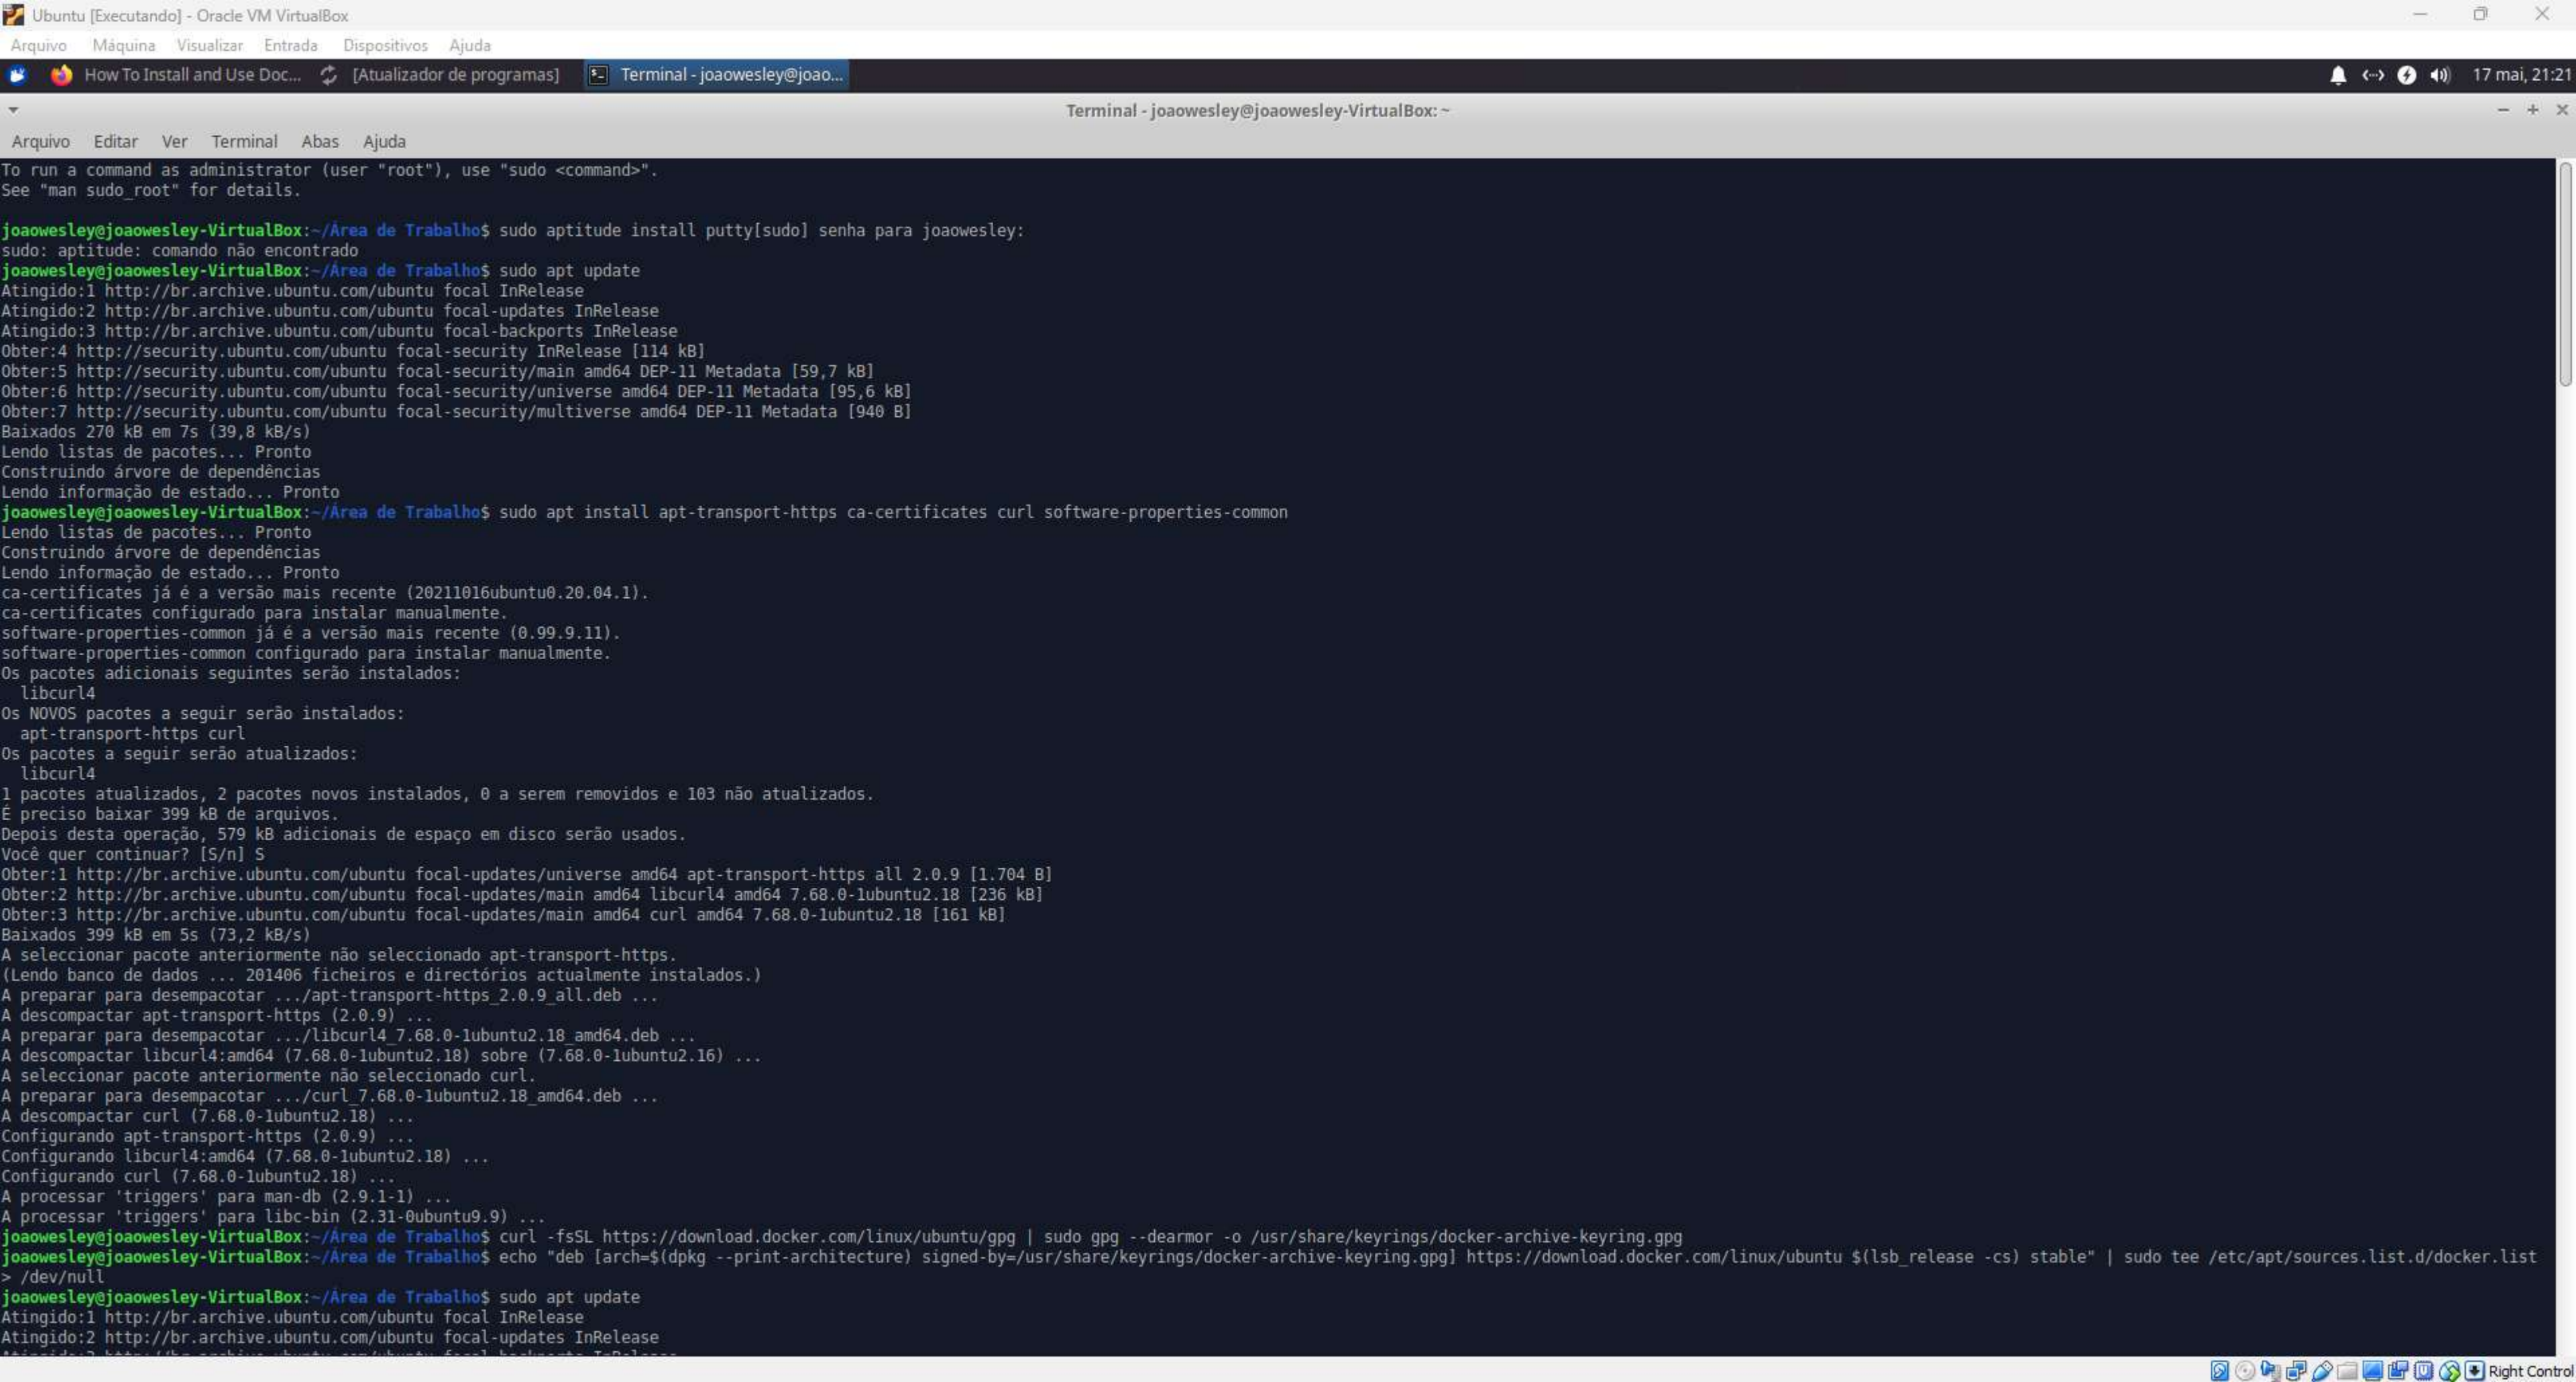 Ubuntu [Executando] - Oracle VM VirtualBox
Arquivo Máquina Visualizar Entrada Dispositivos Ajuda
How To Install and Use Doc... [Atualizador de programas] Terminal - joaowesley@joao... 17 mai, 21:21
Terminal - joaowesley@joaowesley-VirtualBox: ~
Arquivo Editar Ver Terminal Abas Ajuda
To run a command as administrator (user "root"), use "sudo <command>".
See "man sudo_root" for details.
joaowesley@joaowesley-VirtualBox:~/Área de Trabalho$ sudo aptitude install putty[sudo] senha para joaowesley:
sudo: aptitude: comando não encontrado
joaowesley@joaowesley-VirtualBox:~/Área de Trabalho$ sudo apt update
Atingido:1 http://br.archive.ubuntu.com/ubuntu focal InRelease
Atingido:2 http://br.archive.ubuntu.com/ubuntu focal-updates InRelease
Atingido:3 http://br.archive.ubuntu.com/ubuntu focal-backports InRelease
Obter:4 http://security.ubuntu.com/ubuntu focal-security InRelease [114 kB]
Obter:5 http://security.ubuntu.com/ubuntu focal-security/main amd64 DEP-11 Metadata [59,7 kB]
Obter:6 http://security.ubuntu.com/ubuntu focal-security/universe amd64 DEP-11 Metadata [95,6 kB]
Obter:7 http://security.ubuntu.com/ubuntu focal-security/multiverse amd64 DEP-11 Metadata [940 B]
Baixados 270 kB em 7s (39,8 kB/s)
Lendo listas de pacotes... Pronto
Construindo árvore de dependências
Lendo informação de estado... Pronto
joaowesley@joaowesley-VirtualBox:~/Área de Trabalho$ sudo apt install apt-transport-https ca-certificates curl software-properties-common
Lendo listas de pacotes... Pronto
Construindo árvore de dependências
Lendo informação de estado... Pronto
ca-certificates já é a versão mais recente (20211016ubuntu0.20.04.1).
ca-certificates configurado para instalar manualmente.
software-properties-common já é a versão mais recente (0.99.9.11).
software-properties-common configurado para instalar manualmente.
Os pacotes adicionais seguintes serão instalados:
libcurl4
Os NOVOS pacotes a seguir serão instalados:
apt-transport-https curl
Os pacotes a seguir serão atualizados:
libcurl4
1 pacotes atualizados, 2 pacotes novos instalados, 0 a serem removidos e 103 não atualizados.
É preciso baixar 399 kB de arquivos.
Depois desta operação, 579 kB adicionais de espaço em disco serão usados.
Você quer continuar? [S/n] S
Obter:1 http://br.archive.ubuntu.com/ubuntu focal-updates/universe amd64 apt-transport-https all 2.0.9 [1.704 B]
Obter:2 http://br.archive.ubuntu.com/ubuntu focal-updates/main amd64 libcurl4 amd64 7.68.0-1ubuntu2.18 [236 kB]
Obter:3 http://br.archive.ubuntu.com/ubuntu focal-updates/main amd64 curl amd64 7.68.0-1ubuntu2.18 [161 kB]
Baixados 399 kB em 5s (73,2 kB/s)
A seleccionar pacote anteriormente não seleccionado apt-transport-https.
(Lendo banco de dados ... 201406 ficheiros e directórios actualmente instalados.)
A preparar para desempacotar .../apt-transport-https_2.0.9_all.deb ...
A descompactar apt-transport-https (2.0.9) ...
A preparar para desempacotar .../libcurl4_7.68.0-1ubuntu2.18_amd64.deb ...
A descompactar libcurl4:amd64 (7.68.0-1ubuntu2.18) sobre (7.68.0-1ubuntu2.16) ...
A seleccionar pacote anteriormente não seleccionado curl.
A preparar para desempacotar .../curl_7.68.0-1ubuntu2.18_amd64.deb ...
A descompactar curl (7.68.0-1ubuntu2.18) ...
Configurando apt-transport-https (2.0.9) ...
Configurando libcurl4:amd64 (7.68.0-1ubuntu2.18) ...
Configurando curl (7.68.0-1ubuntu2.18) ...
A processar 'triggers' para man-db (2.9.1-1) ...
A processar 'triggers' para libc-bin (2.31-0ubuntu9.9) ...
joaowesley@joaowesley-VirtualBox:~/Área de Trabalho$ curl -fsSL https://download.docker.com/linux/ubuntu/gpg | sudo gpg --dearmor -o /usr/share/keyrings/docker-archive-keyring.gpg
joaowesley@joaowesley-VirtualBox:~/Área de Trabalho$ echo "deb [arch=$(dpkg --print-architecture) signed-by=/usr/share/keyrings/docker-archive-keyring.gpg] https://download.docker.com/linux/ubuntu $(lsb_release -cs) stable" | sudo tee /etc/apt/sources.list.d/docker.list
> /dev/null
joaowesley@joaowesley-VirtualBox:~/Área de Trabalho$ sudo apt update
Atingido:1 http://br.archive.ubuntu.com/ubuntu focal InRelease
Atingido:2 http://br.archive.ubuntu.com/ubuntu focal-updates InRelease
Right Control